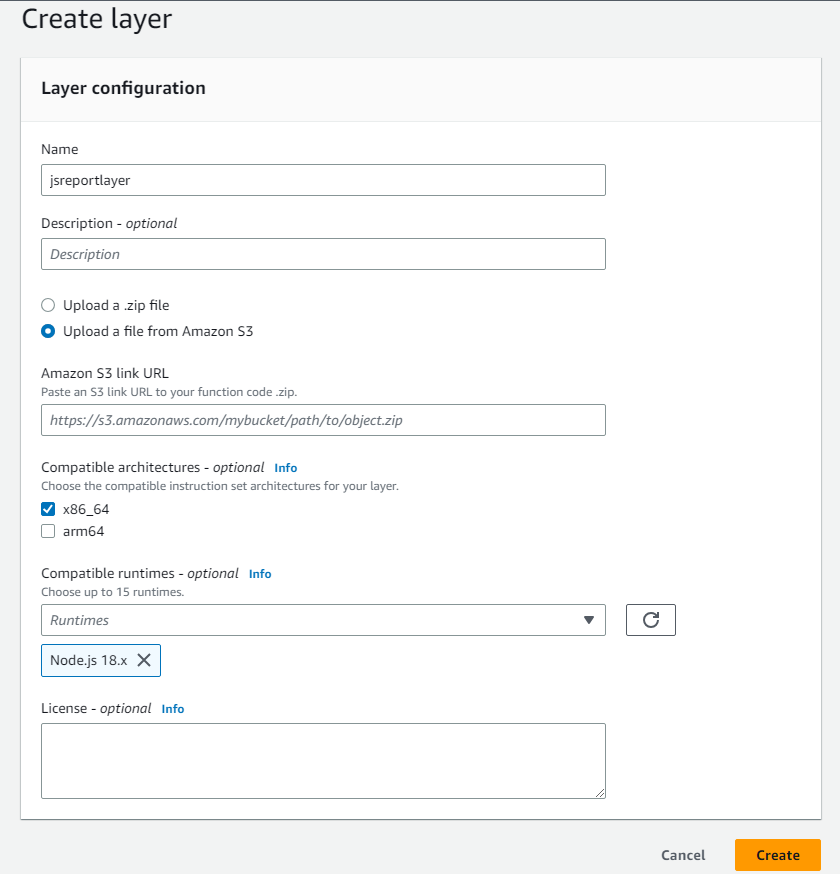 Create layer
Layer configuration
Name
jsreportlayer
Description - optional
Description
Upload a .zip file
Upload a file from Amazon S3
Amazon S3 link URL
Paste an S3 link URL to your function code .zip.
https://s3.amazonaws.com/mybucket/path/to/object.zip
Compatible architectures - optional Info
Choose the compatible instruction set architectures for your layer.
x86_64
arm64
Compatible runtimes - optional Info
Choose up to 15 runtimes.
Runtimes
Node.js 18.x
License - optional Info
Cancel Create